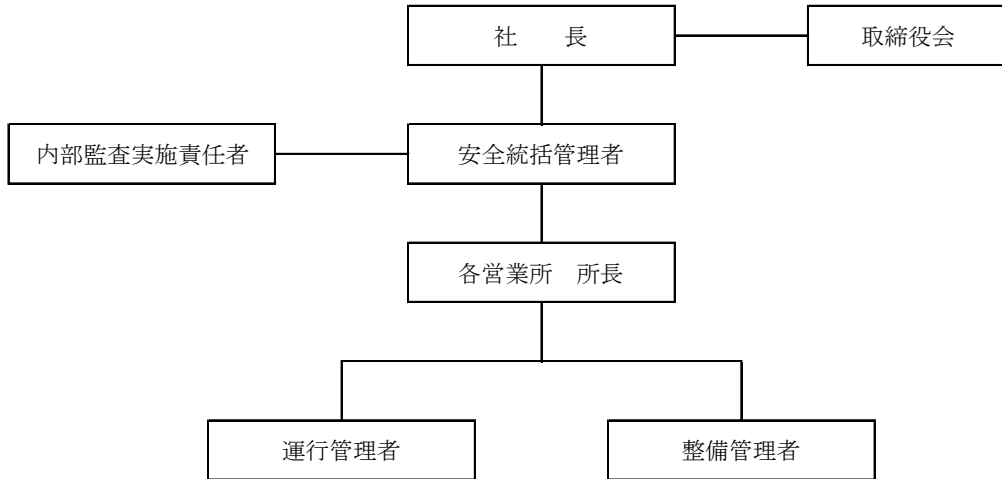 社　　長
取締役会
内部監査実施責任者
安全統括管理者
各営業所　所長
運行管理者
整備管理者